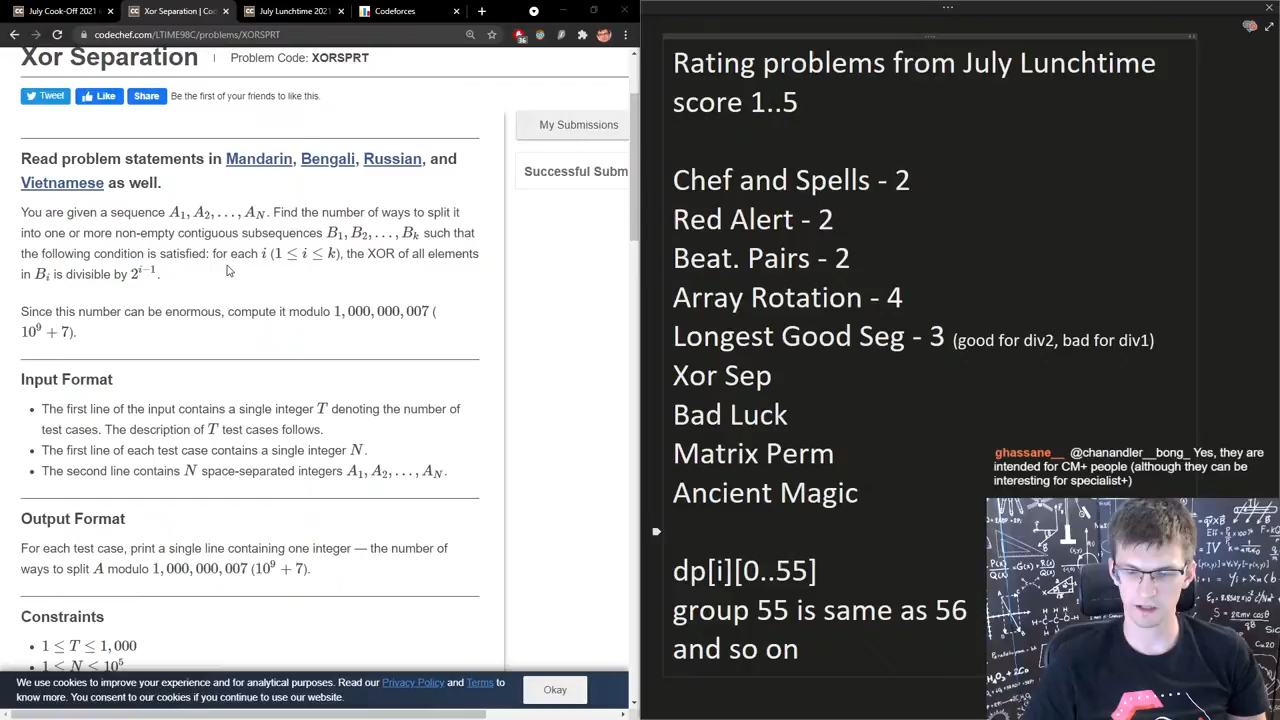 July Cook-Off 2021
Xor Separation | Co
July Lunchtime 2021
Codeforces
codechef.com/LTIME98C/problems/XORSPRT
36
Xor Separation | Problem Code: XORSPRT
Tweet Like Share Be the first of your friends to like this.
My Submissions
Successful Subm
Read problem statements in Mandarin, Bengali, Russian, and
Vietnamese as well.
You are given a sequence A1, A2, . . . , AN. Find the number of ways to split it
into one or more non-empty contiguous subsequences B1, B2, . . . , Bk such that
the following condition is satisfied: for each i (1 ≤ i ≤ k), the XOR of all elements
in Bi is divisible by 2^{i−1}.
Since this number can be enormous, compute it modulo 1, 000, 000, 007 (
10^9 + 7).
Input Format
• The first line of the input contains a single integer T denoting the number of
test cases. The description of T test cases follows.
• The first line of each test case contains a single integer N.
• The second line contains N space-separated integers A1, A2, . . . , AN.
Output Format
For each test case, print a single line containing one integer — the number of
ways to split A modulo 1, 000, 000, 007 (10^9 + 7).
Constraints
• 1 ≤ T ≤ 1, 000
• 1 ≤ N ≤ 10^5
We use cookies to improve your experience and for analytical purposes. Read our Privacy Policy and Terms to
know more. You consent to our cookies if you continue to use our website.
Okay
Rating problems from July Lunchtime
score 1..5
Chef and Spells - 2
Red Alert - 2
Beat. Pairs - 2
Array Rotation - 4
Longest Good Seg - 3 (good for div2, bad for div1)
Xor Sep
Bad Luck
Matrix Perm
Ancient Magic
dp[i][0..55]
group 55 is same as 56
and so on
ghassane__ @chanandler__bong_ Yes, they are
intended for CM+ people (although they can be
interesting for specialist+)